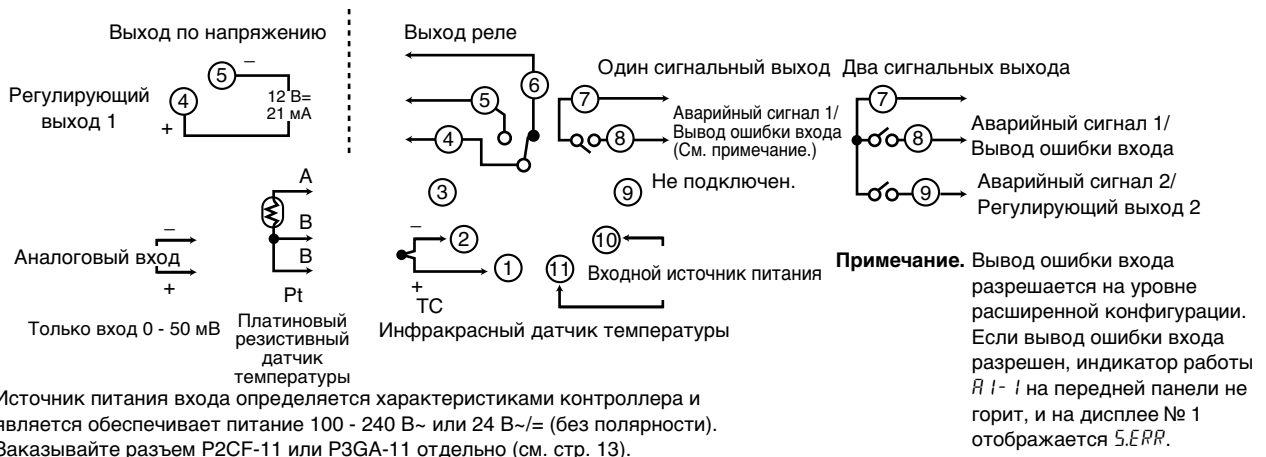 Выход по напряжению
Выход реле
Один сигнальный выход
Два сигнальных выхода
Регулирующий
выход 1
4
+
5
–
12 В=
21 мА
6
5
4
3
7
8
Аварийный сигнал 1/
Вывод ошибки входа
(См. примечание.)
9
Не подключен.
7
8
Аварийный сигнал 1/
Вывод ошибки входа
9
Аварийный сигнал 2/
Регулирующий выход 2
Аналоговый вход
–
+
Только вход 0 - 50 мВ
A
B
B
Pt
Платиновый
резистивный
датчик
температуры
–
2
1
+
TC
Инфракрасный датчик температуры
10
11
Входной источник питания
Примечание. Вывод ошибки входа
разрешается на уровне
расширенной конфигурации.
Если вывод ошибки входа
разрешен, индикатор работы
A1-1 на передней панели не
горит, и на дисплее № 1
отображается S.ERR.
Источник питания входа определяется характеристиками контроллера и
является обеспечивает питание 100 - 240 В~ или 24 В~/= (без полярности).
Заказывайте разъем P2CF-11 или P3GA-11 отдельно (см. стр. 13).